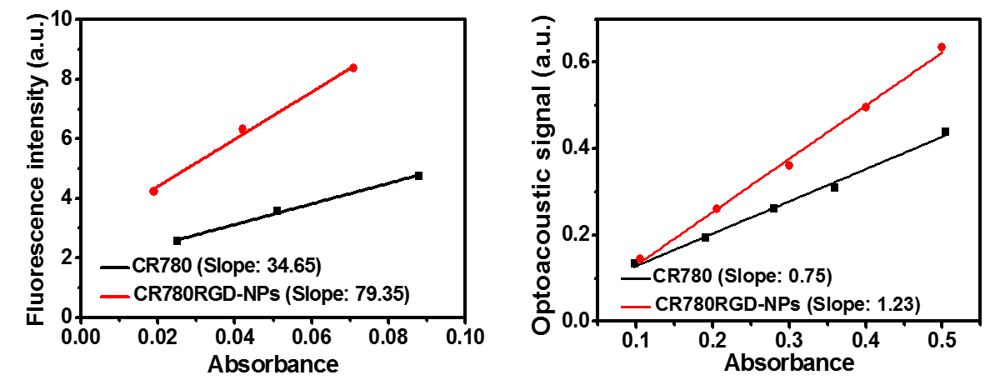 Fluorescence intensity (a.u.)
10
8
6
4
2
0
CR780 (Slope: 34.65)
CR780RGD-NPs (Slope: 79.35)
0.00 0.02 0.04 0.06 0.08 0.10
Absorbance
Optoacoustic signal (a.u.)
0.6
0.4
0.2
0.0
CR780 (Slope: 0.75)
CR780RGD-NPs (Slope: 1.23)
0.1 0.2 0.3 0.4 0.5
Absorbance